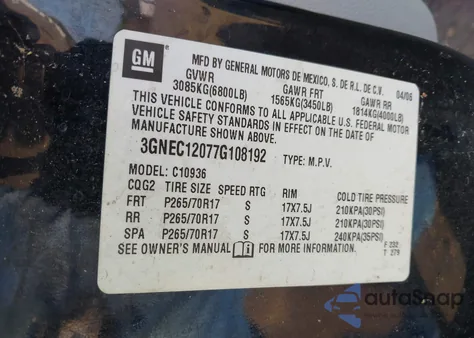 GM
MFD BY GENERAL MOTORS DE MEXICO, S. DE R.L. DE C.V. 04/06
GVWR GAWR FRT GAWR RR
3085KG(6800LB) 1565KG(3450LB) 1814KG(4000LB)
THIS VEHICLE CONFORMS TO ALL APPLICABLE U.S. FEDERAL MOTOR
VEHICLE SAFETY STANDARDS IN EFFECT ON THE DATE OF
MANUFACTURE SHOWN ABOVE.
3GNEC12077G108192 TYPE: M.P.V.
C10936
CQG2 TIRE SIZE SPEED RTG RIM COLD TIRE PRESSURE
FRT P265/70R17 S 17X7.5J 210KPA(30PSI)
RR P265/70R17 S 17X7.5J 210KPA(30PSI)
SPA P265/70R17 S 17X7.5J 240KPA(35PSI)
SEE OWNER'S MANUAL FOR MORE INFORMATION.
F 232
T 279
autoSnap